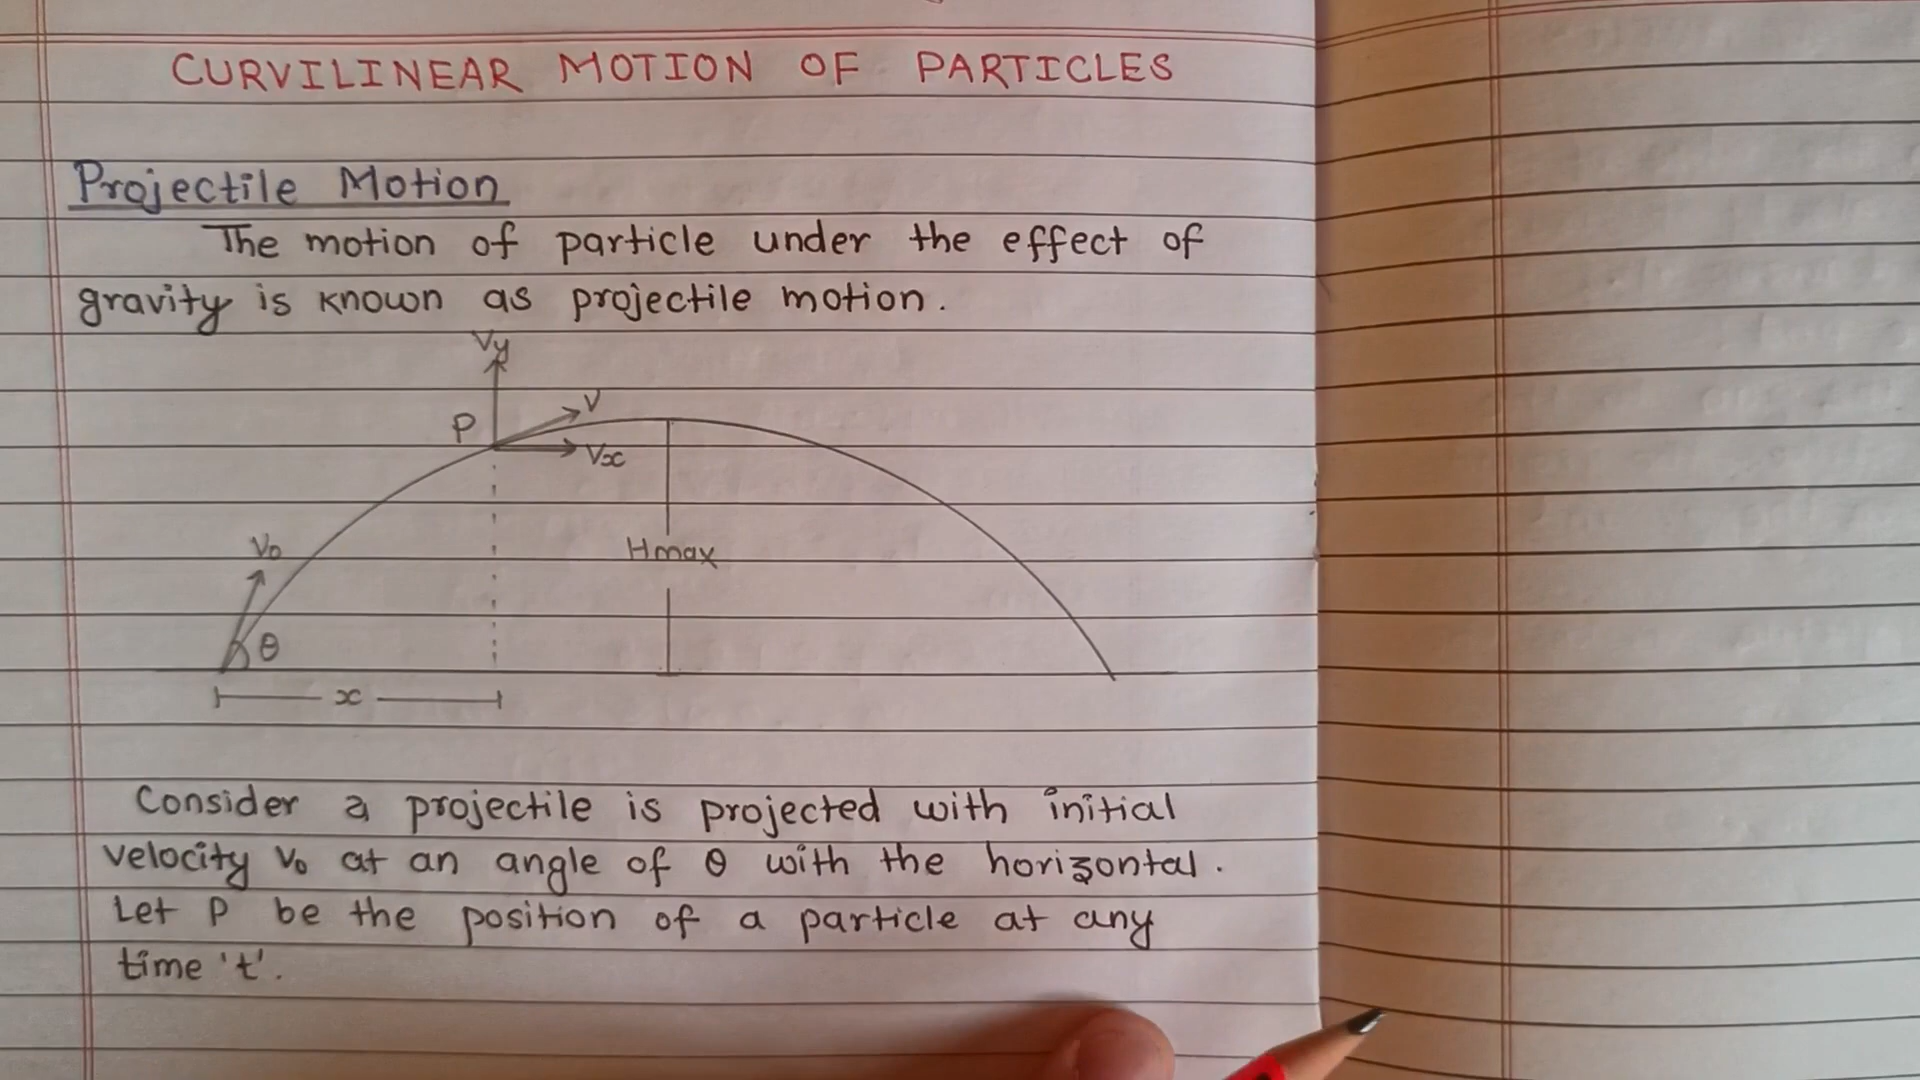 CURVILINEAR MOTION OF PARTICLES
Projectile Motion
The motion of particle under the effect of
gravity is known as projectile motion.
Vy
P
V
Vx
V₀
Hmax
θ
x
Consider a projectile is projected with initial
velocity V₀ at an angle of θ with the horizontal.
Let P be the position of a particle at any
time 't'.